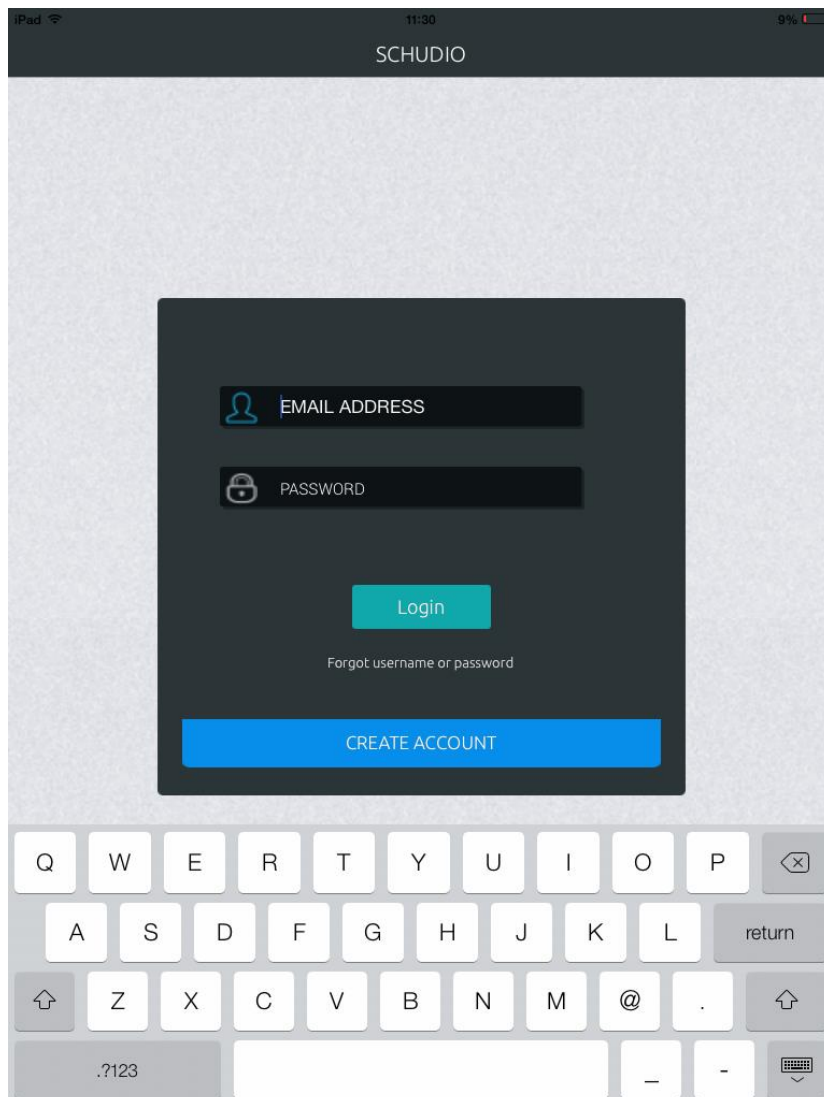 iPad 11:30 9%
SCHUDIO
EMAIL ADDRESS
PASSWORD
Login
Forgot username or password
CREATE ACCOUNT
Q W E R T Y U I O P
A S D F G H J K L return
Z X C V B N M @ .
.?123 _ -